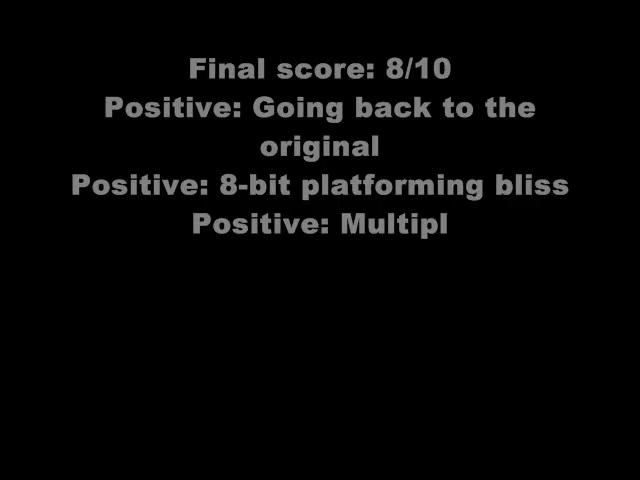 Final score: 8/10
Positive: Going back to the
original
Positive: 8-bit platforming bliss
Positive: Multipl